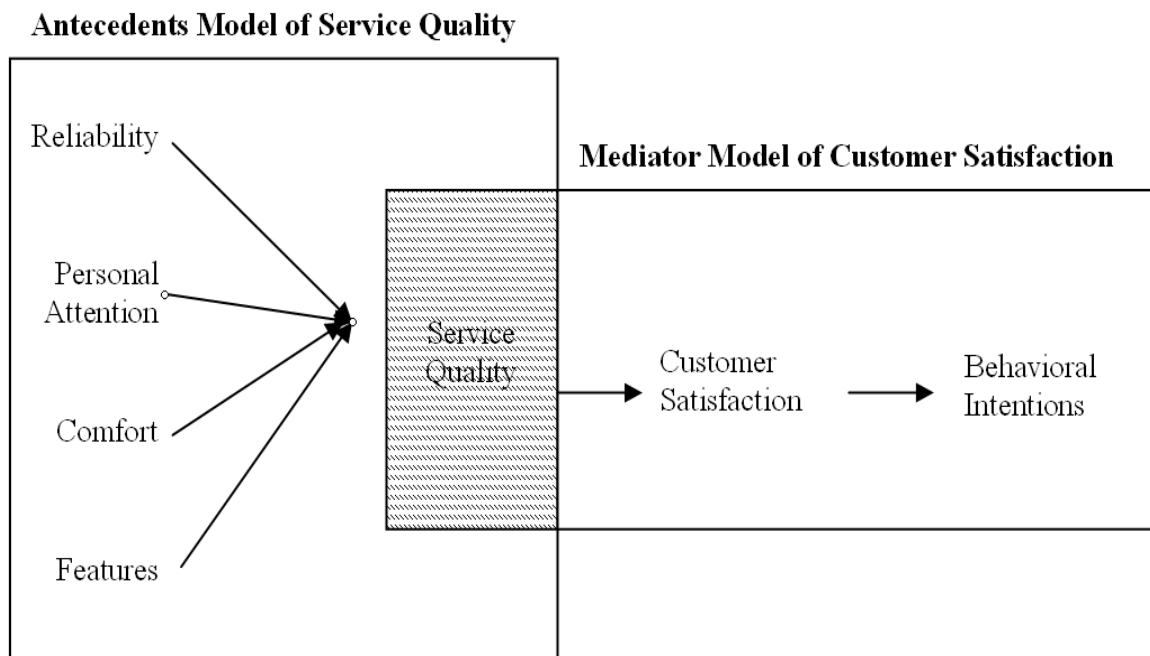 Antecedents Model of Service Quality
Reliability
Personal
Attention
Comfort
Features
Mediator Model of Customer Satisfaction
Service
Quality
Customer
Satisfaction
Behavioral
Intentions